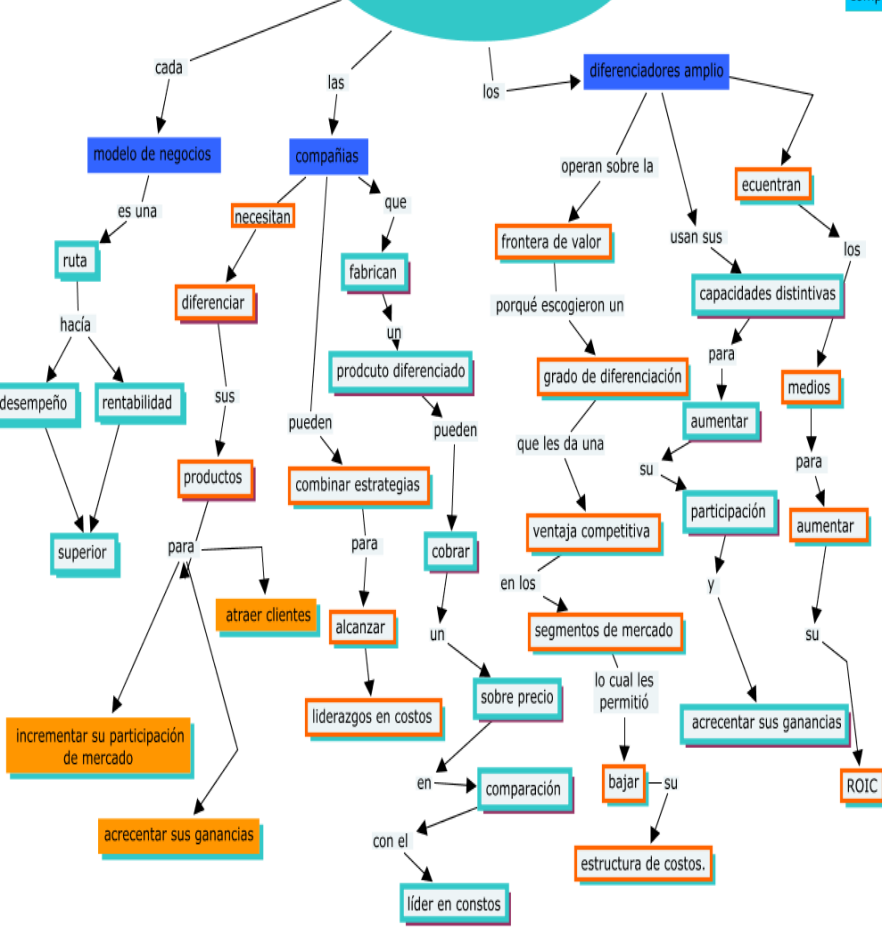 cada
modelo de negocios
es una
ruta
hacía
desempeño
rentabilidad
superior
las
compañias
necesitan
diferenciar
sus
productos
para
atraer clientes
incrementar su participación
de mercado
acrecentar sus ganancias
pueden
combinar estrategias
para
alcanzar
liderazgos en costos
que
fabrican
un
prodcuto diferenciado
pueden
cobrar
un
sobre precio
en
comparación
con el
líder en constos
los
diferenciadores amplio
operan sobre la
frontera de valor
porqué escogieron un
grado de diferenciación
que les da una
ventaja competitiva
en los
segmentos de mercado
lo cual les
permitió
bajar
su
estructura de costos.
usan sus
capacidades distintivas
para
aumentar
su
participación
y
acrecentar sus ganancias
ecuentran
los
medios
para
aumentar
su
ROIC